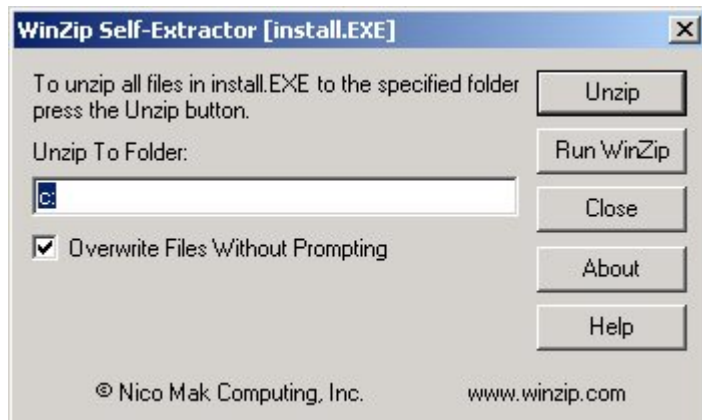 WinZip Self-Extractor [install.EXE]
To unzip all files in install.EXE to the specified folder
press the Unzip button.
Unzip To Folder:
c:
Overwrite Files Without Prompting
Unzip
Run WinZip
Close
About
Help
© Nico Mak Computing, Inc.
www.winzip.com